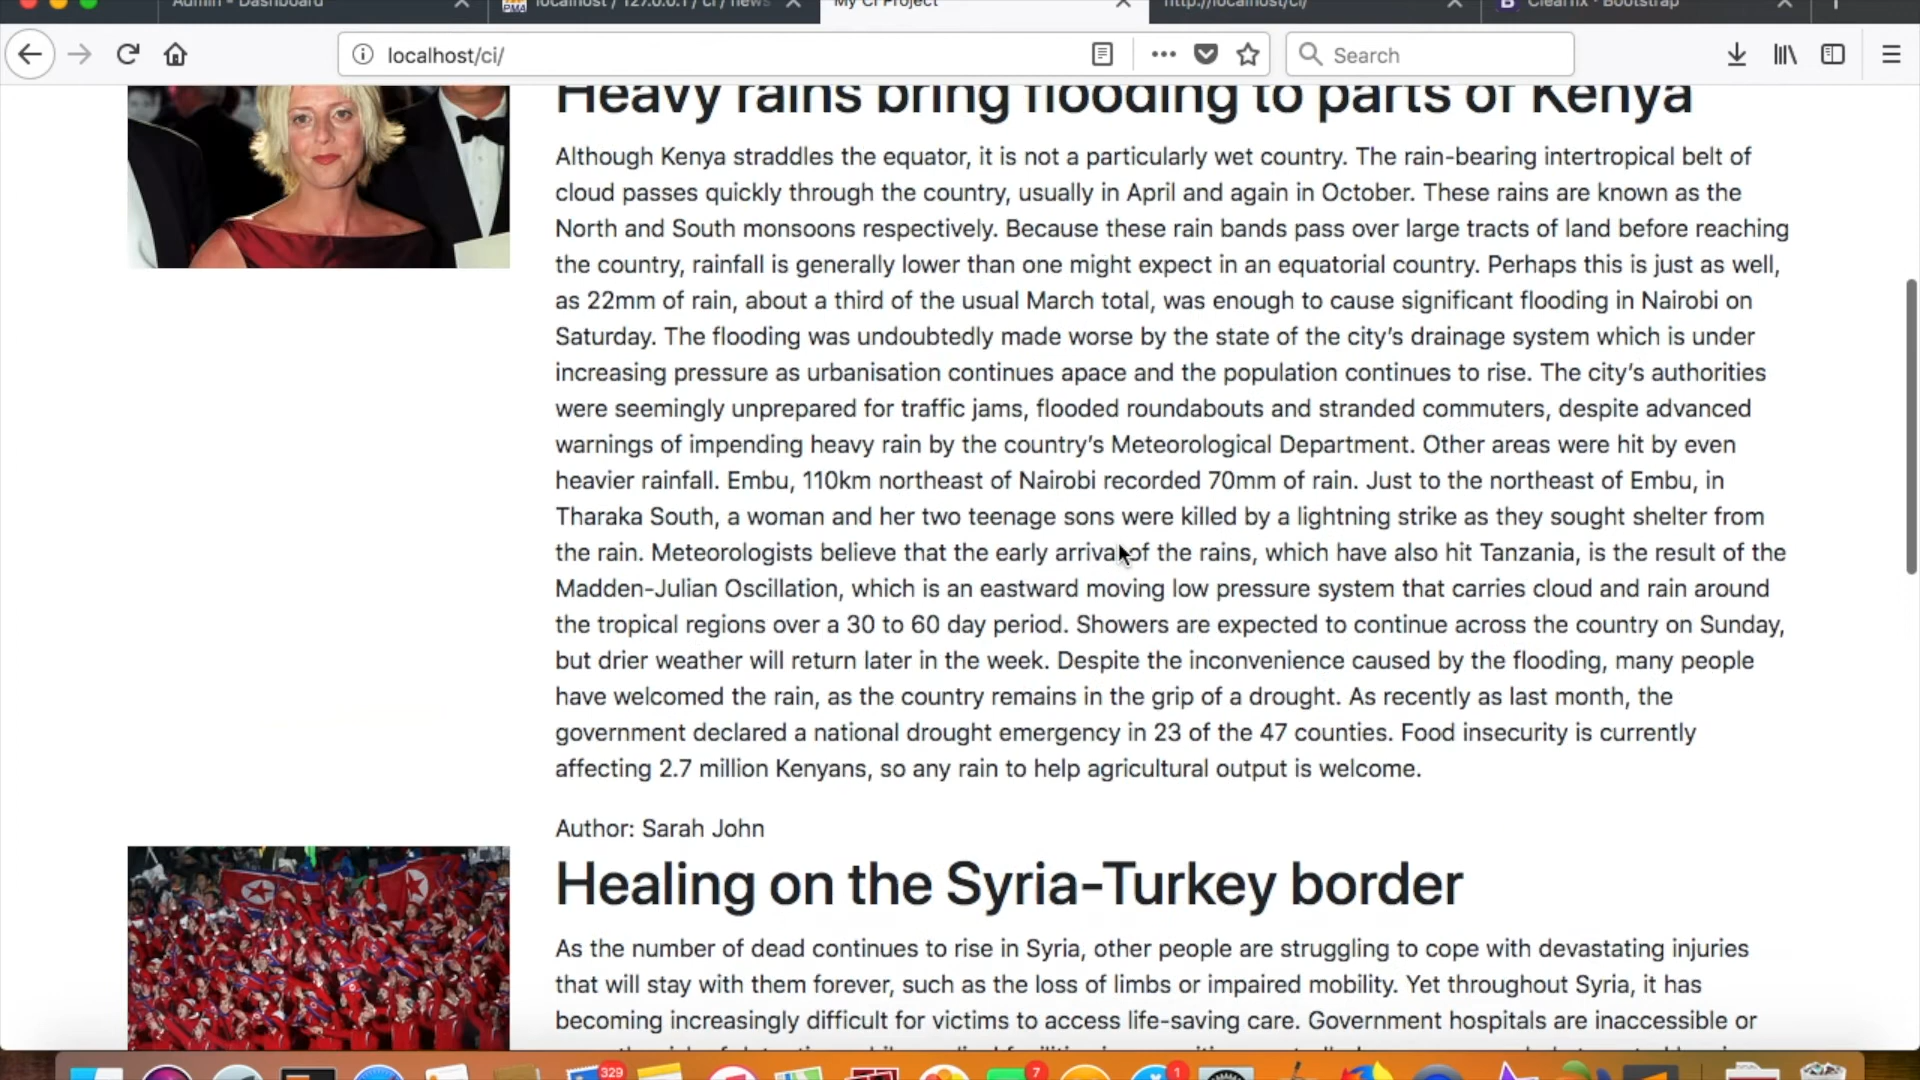 Admin - Dashboard
localhost / 127.0.0.1 / ci / news
My CI Project
http://localhost/ci/
Clearfix · Bootstrap
localhost/ci/
Search
Heavy rains bring flooding to parts of Kenya
Although Kenya straddles the equator, it is not a particularly wet country. The rain-bearing intertropical belt of
cloud passes quickly through the country, usually in April and again in October. These rains are known as the
North and South monsoons respectively. Because these rain bands pass over large tracts of land before reaching
the country, rainfall is generally lower than one might expect in an equatorial country. Perhaps this is just as well,
as 22mm of rain, about a third of the usual March total, was enough to cause significant flooding in Nairobi on
Saturday. The flooding was undoubtedly made worse by the state of the city’s drainage system which is under
increasing pressure as urbanisation continues apace and the population continues to rise. The city’s authorities
were seemingly unprepared for traffic jams, flooded roundabouts and stranded commuters, despite advanced
warnings of impending heavy rain by the country’s Meteorological Department. Other areas were hit by even
heavier rainfall. Embu, 110km northeast of Nairobi recorded 70mm of rain. Just to the northeast of Embu, in
Tharaka South, a woman and her two teenage sons were killed by a lightning strike as they sought shelter from
the rain. Meteorologists believe that the early arrival of the rains, which have also hit Tanzania, is the result of the
Madden-Julian Oscillation, which is an eastward moving low pressure system that carries cloud and rain around
the tropical regions over a 30 to 60 day period. Showers are expected to continue across the country on Sunday,
but drier weather will return later in the week. Despite the inconvenience caused by the flooding, many people
have welcomed the rain, as the country remains in the grip of a drought. As recently as last month, the
government declared a national drought emergency in 23 of the 47 counties. Food insecurity is currently
affecting 2.7 million Kenyans, so any rain to help agricultural output is welcome.
Author: Sarah John
Healing on the Syria-Turkey border
As the number of dead continues to rise in Syria, other people are struggling to cope with devastating injuries
that will stay with them forever, such as the loss of limbs or impaired mobility. Yet throughout Syria, it has
becoming increasingly difficult for victims to access life-saving care. Government hospitals are inaccessible or
329
7
1